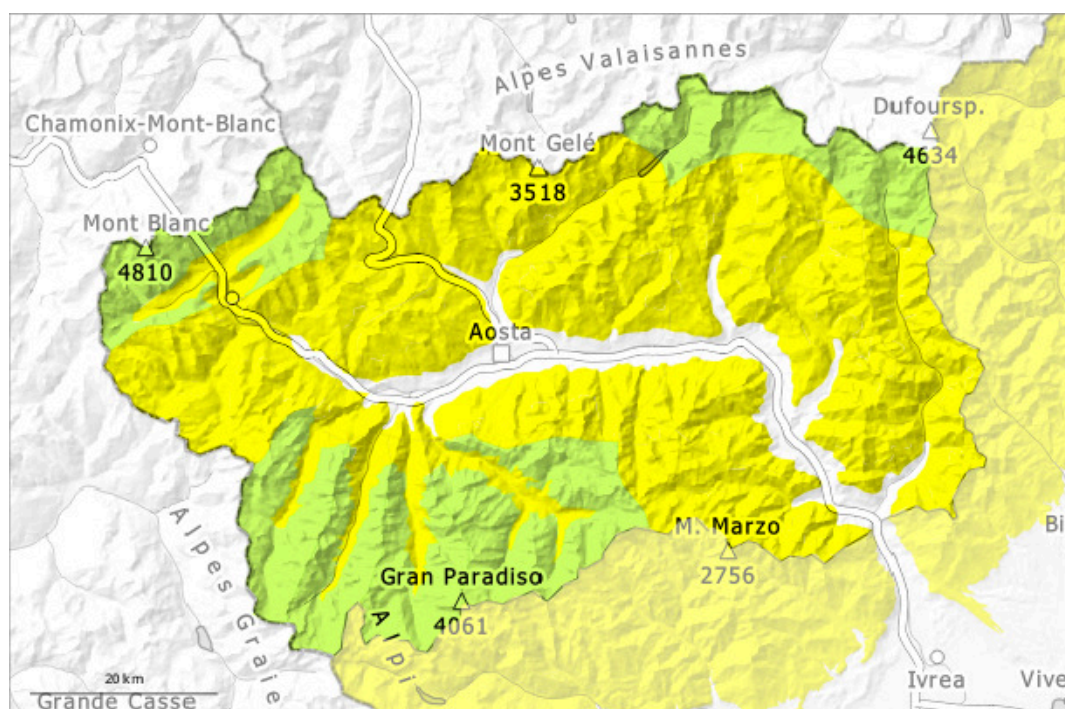 Alpes Valaisannes
Dufoursp.
4634
Chamonix-Mont-Blanc
Mont Gelé
3518
Mont Blanc
4810
Aosta
M. Marzo
2756
Bi
Gran Paradiso
4061
Alpes Graie
Alpi
20 km
Grande Casse
Ivrea
Vive